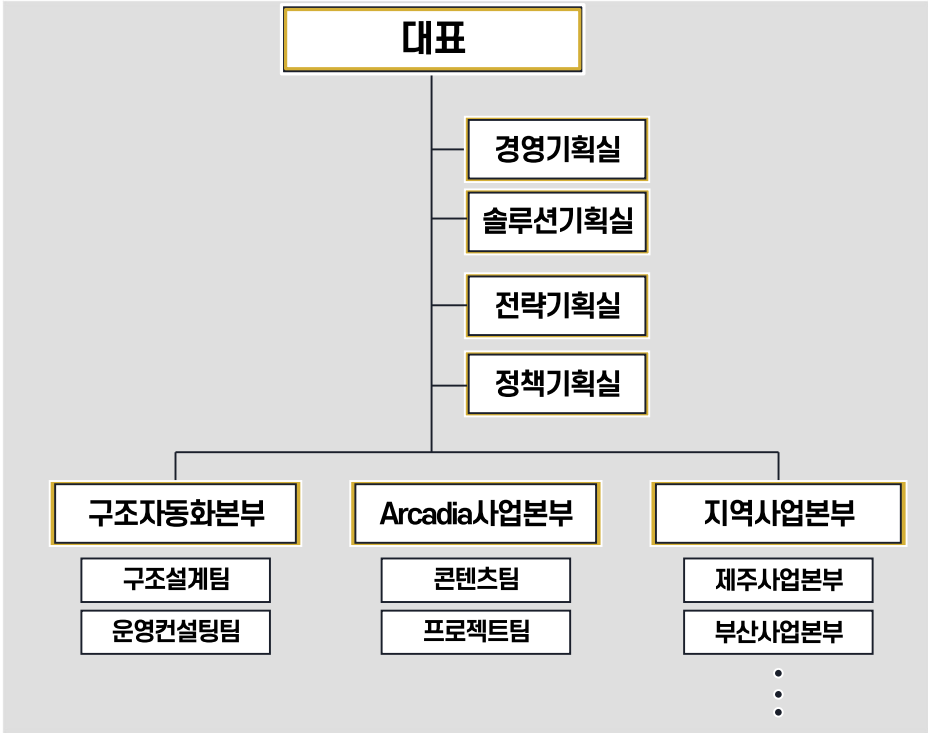 대표
경영기획실
솔루션기획실
전략기획실
정책기획실
구조자동화본부
Arcadia사업본부
지역사업본부
구조설계팀
콘텐츠팀
제주사업본부
운영컨설팅팀
프로젝트팀
부산사업본부